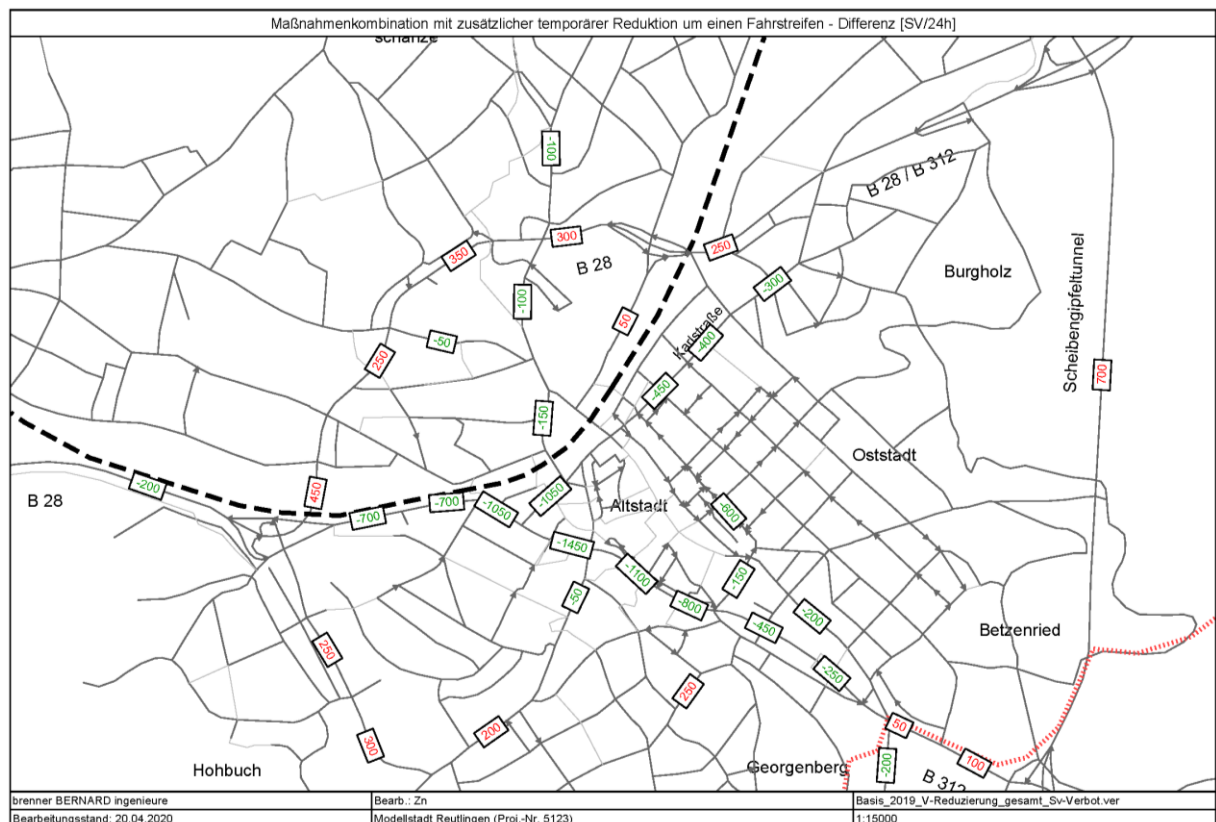 Maßnahmenkombination mit zusätzlicher temporärer Reduktion um einen Fahrstreifen - Differenz [SV/24h]
schanze
-100
B 28 / B 312
300
250
350
B 28
Burgholz
-300
-100
50
Karlstraße
-400
-50
Scheibengipfeltunnel
250
700
-450
-150
Oststadt
-200
450
-700
-1050
-1050
B 28
-700
Altstadt
-600
-1450
-1100
-150
-50
-800
-200
-450
Betzenried
250
-250
250
200
50
300
Hohbuch
Georgenberg
-200
100
B 312
brenner BERNARD ingenieure
Bearb.: Zn
Basis_2019_V-Reduzierung_gesamt_Sv-Verbot.ver
Bearbeitungsstand: 20.04.2020
Modellstadt Reutlingen (Proj.-Nr. 5123)
1:15000